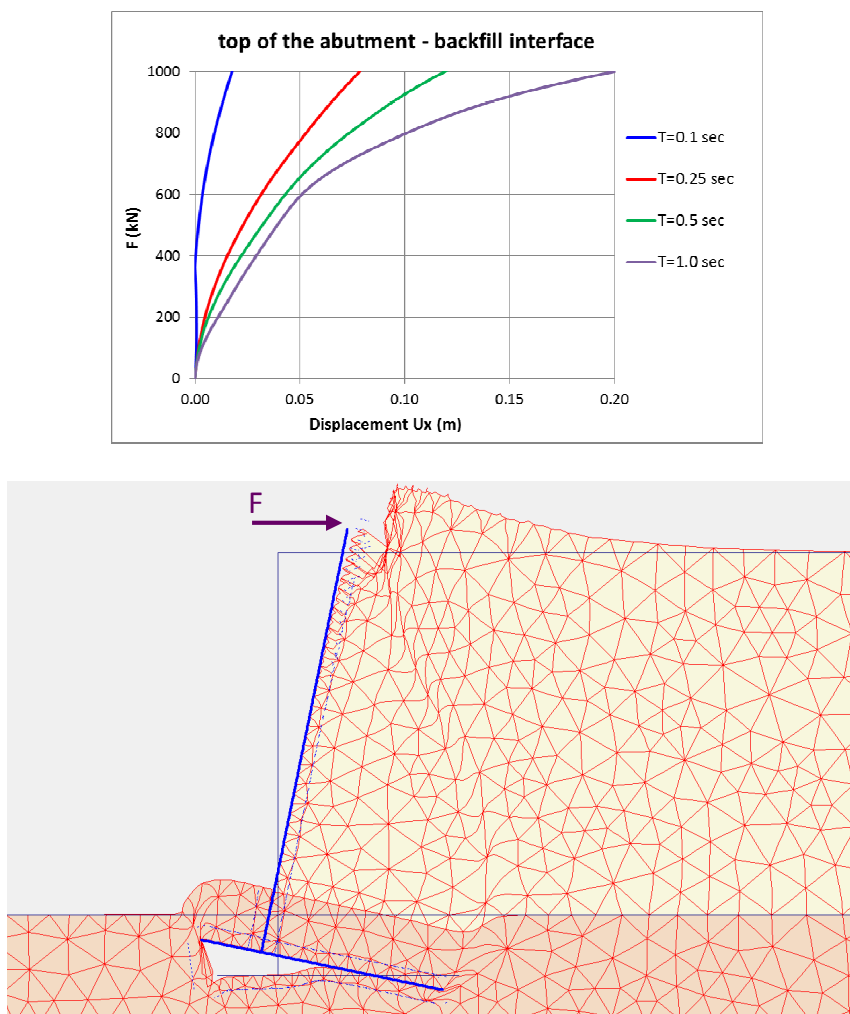 top of the abutment - backfill interface
1000
800
600
400
200
0
F (kN)
0.00 0.05 0.10 0.15 0.20
Displacement Ux (m)
T=0.1 sec
T=0.25 sec
T=0.5 sec
T=1.0 sec
F